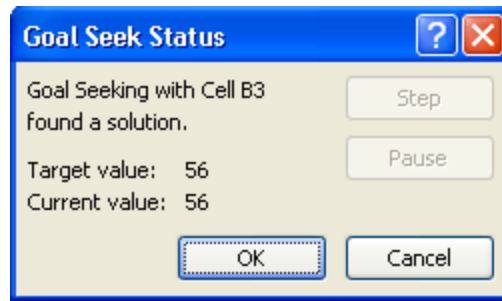 Goal Seek Status
Goal Seeking with Cell B3
found a solution.
Step
Pause
Target value: 56
Current value: 56
OK
Cancel